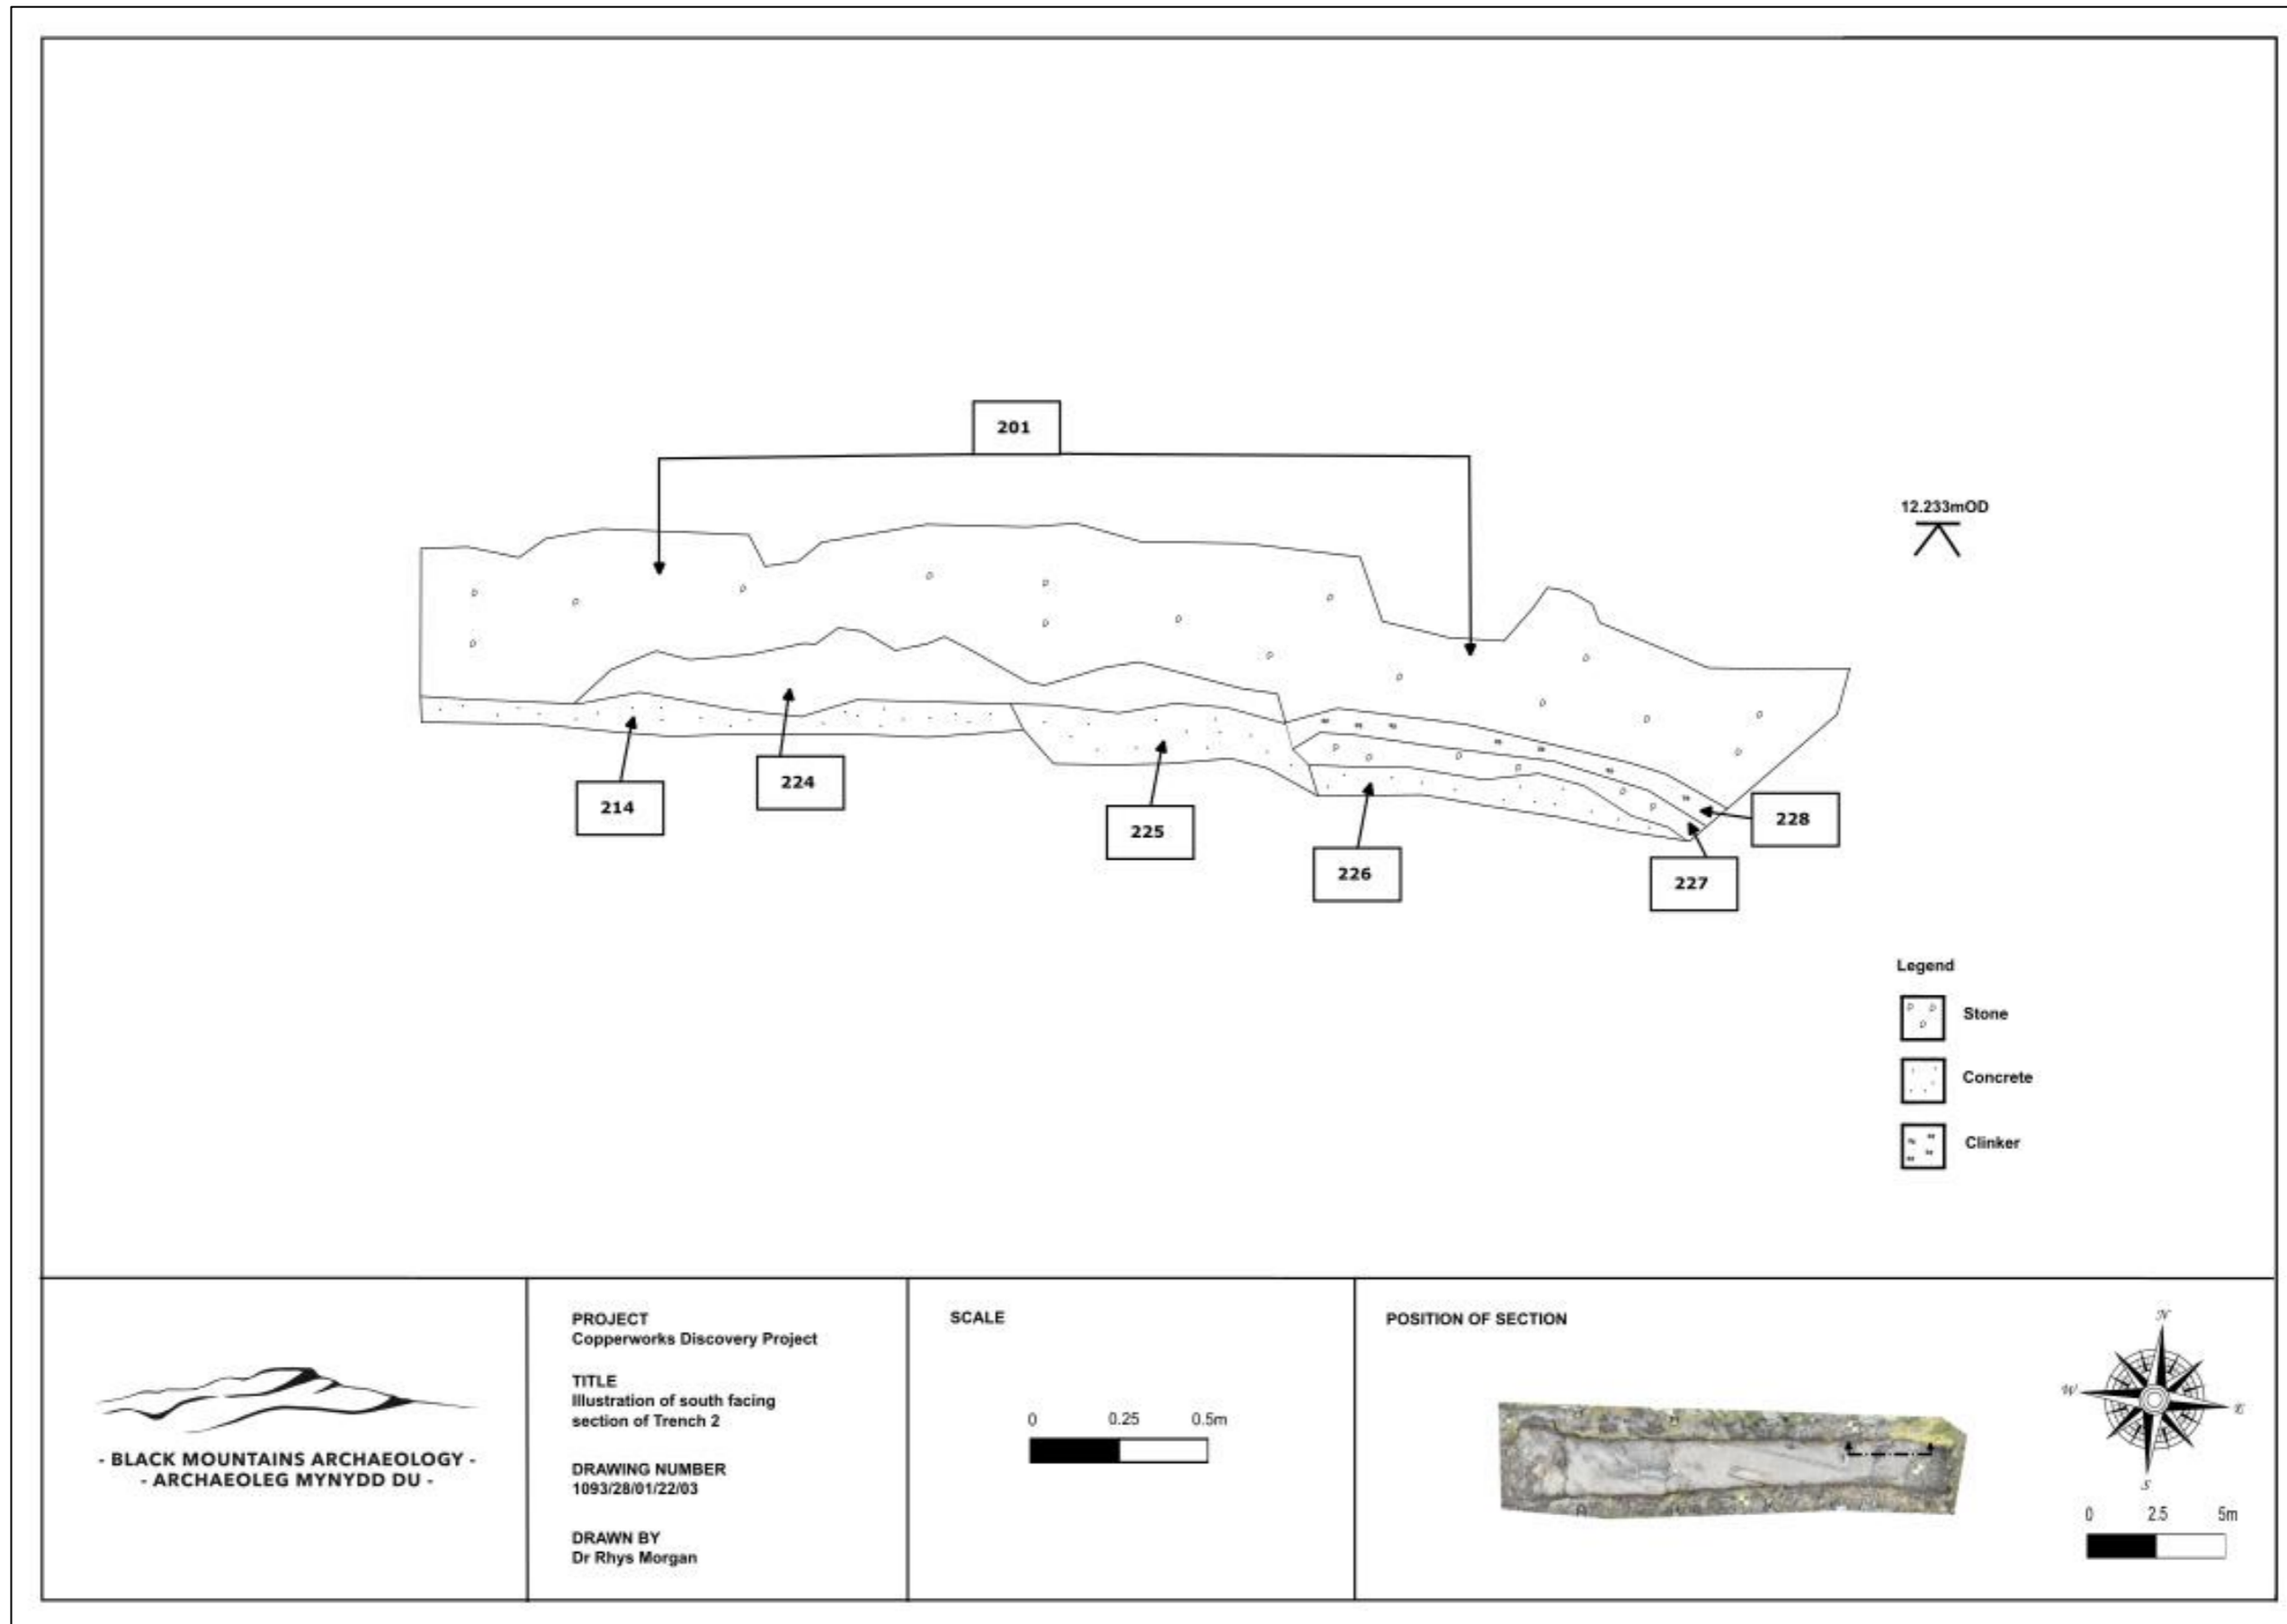 201
12.233mOD
214
224
225
226
227
228
Legend
Stone
Concrete
Clinker
- BLACK MOUNTAINS ARCHAEOLOGY -
- ARCHAEOLEG MYNYDD DU -
PROJECT
Copperworks Discovery Project
TITLE
Illustration of south facing
section of Trench 2
DRAWING NUMBER
1093/28/01/22/03
DRAWN BY
Dr Rhys Morgan
SCALE
0 0.25 0.5m
POSITION OF SECTION
N
W E
S
0 2.5 5m